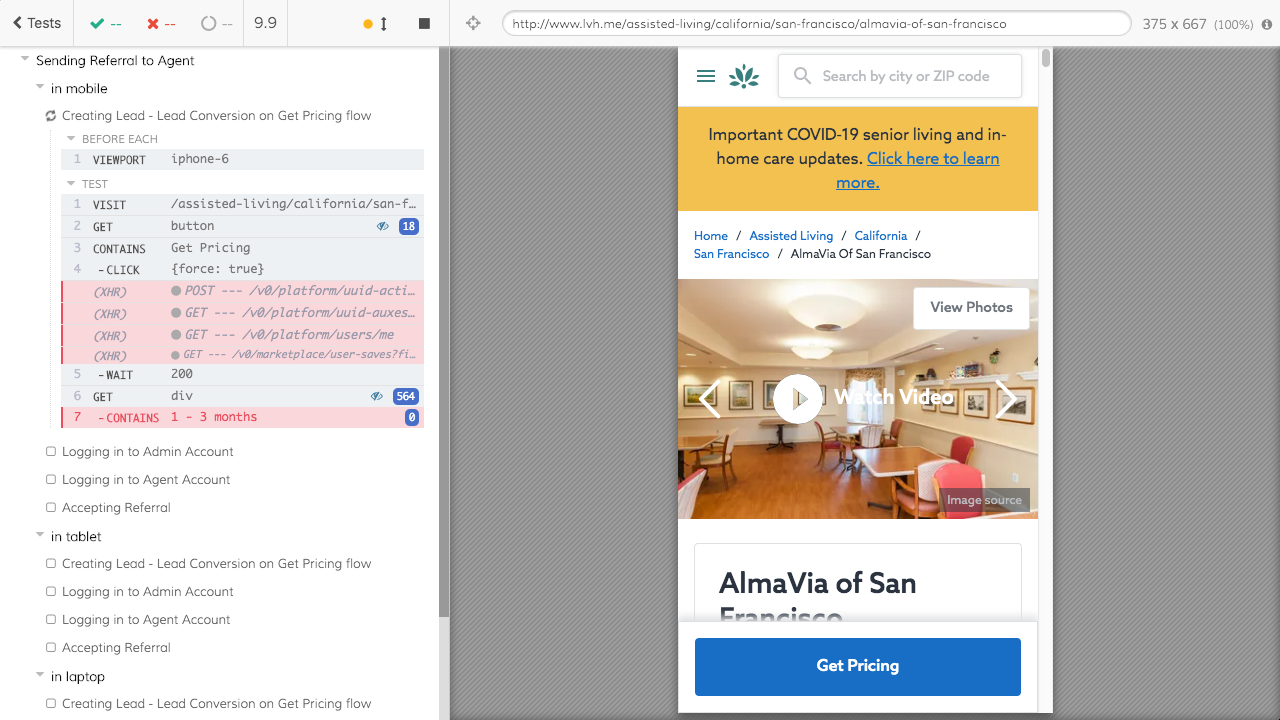 Tests
--
--
--
9.9
http://www.lvh.me/assisted-living/california/san-francisco/almavia-of-san-francisco
375 x 667 (100%)
Sending Referral to Agent
in mobile
Creating Lead - Lead Conversion on Get Pricing flow
BEFORE EACH
1 VIEWPORT iphone-6
TEST
1 VISIT /assisted-living/california/san-f...
2 GET button 18
3 CONTAINS Get Pricing
4 -CLICK {force: true}
(XHR) POST --- /v0/platform/uuid-acti...
(XHR) GET --- /v0/platform/uuid-auxes...
(XHR) GET --- /v0/platform/users/me
(XHR) GET --- /v0/marketplace/user-saves?fi...
5 -WAIT 200
6 GET div 564
7 -CONTAINS 1 - 3 months 0
Logging in to Admin Account
Logging in to Agent Account
Accepting Referral
in tablet
Creating Lead - Lead Conversion on Get Pricing flow
Logging in to Admin Account
Logging in to Agent Account
Accepting Referral
in laptop
Creating Lead - Lead Conversion on Get Pricing flow
Search by city or ZIP code
Important COVID-19 senior living and in-
home care updates. Click here to learn
more.
Home / Assisted Living / California /
San Francisco / AlmaVia Of San Francisco
View Photos
Watch Video
Image source
AlmaVia of San
Francisco
Get Pricing